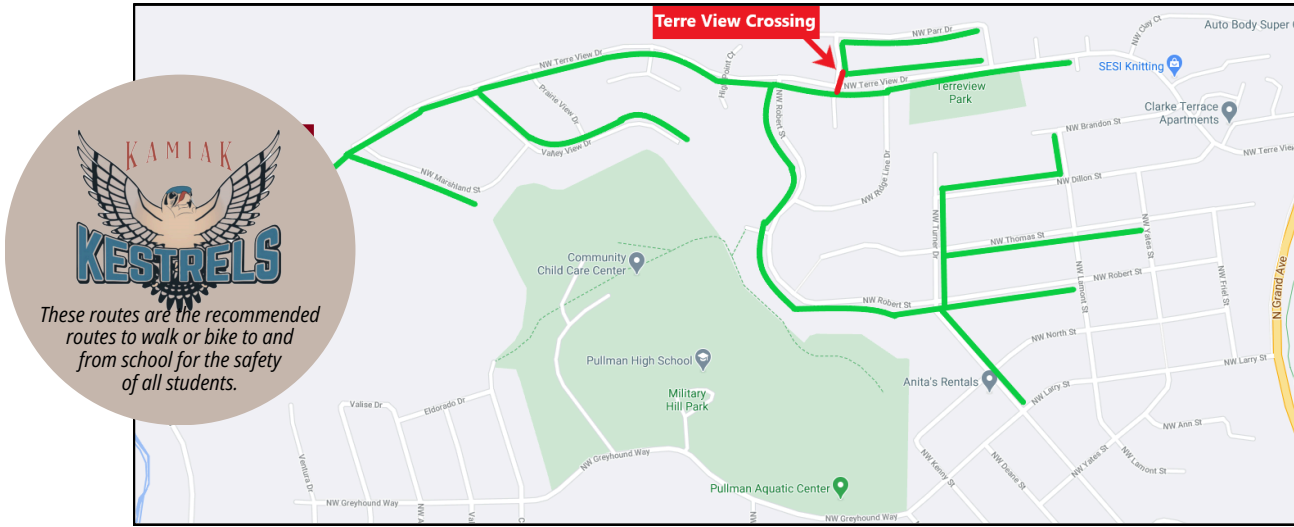 Terre View Crossing
NW Parr Dr
NW Clay Ct
Auto Body Super
SESI Knitting
NW Terre View Dr
High Point Ct
NW Terre View Dr
Terreview
Park
Prairie View Dr
NW Robert St
Clarke Terrace
Apartments
NW Brandon St
Valley View Dr
NW Terre View
NW Marshland St
NW Ridge Line Dr
NW Dillon St
KAMIAK
KESTRELS
These routes are the recommended
routes to walk or bike to and
from school for the safety
of all students.
NW Turner Dr
NW Thomas St
NW Yates St
Community
Child Care Center
NW Lamont St
NW Robert St
NW Friel St
N Grand Ave
NW Robert St
NW North St
Pullman High School
NW Larry St
Anita's Rentals
NW Larry St
Military
Hill Park
Valise Dr
Eldorado Dr
NW Ann St
NW Greyhound Way
Ventura Dr
NW Kenny St
NW Deane St
NW Yates St
NW Lamont St
Pullman Aquatic Center
NW Greyhound Way
NW Greyhound Way